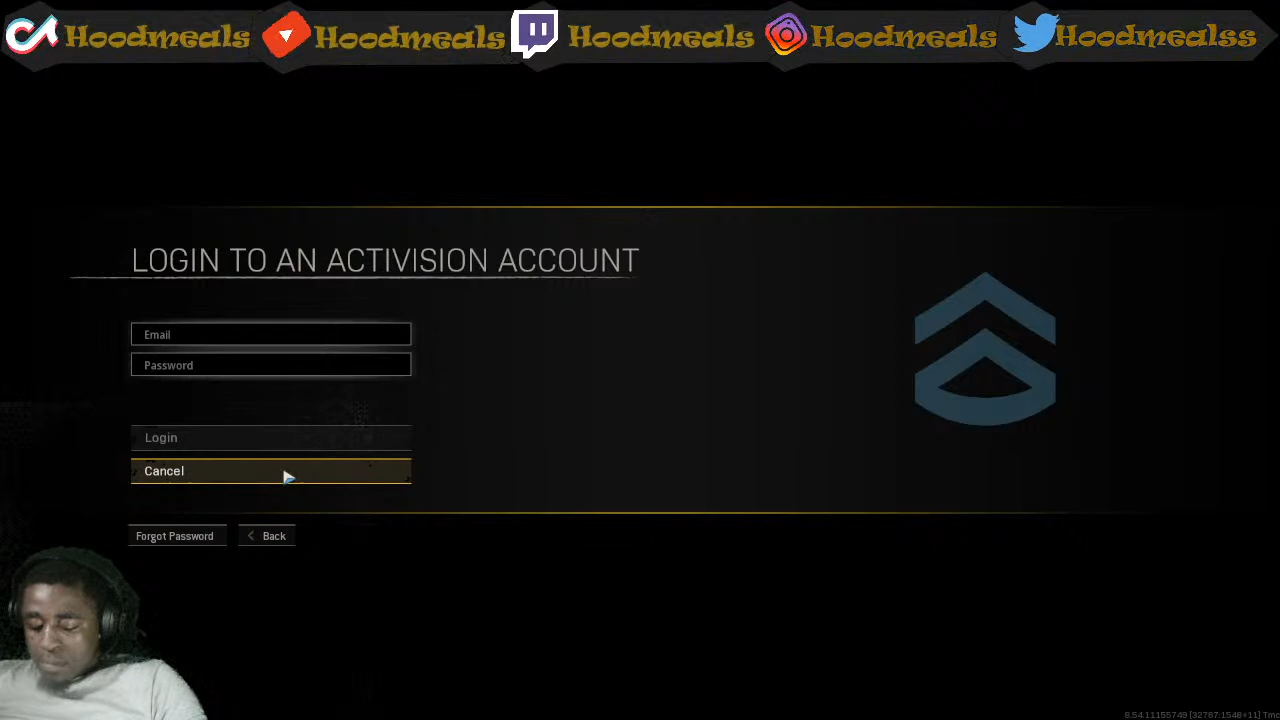 Hoodmeals Hoodmeals Hoodmeals Hoodmeals Hoodmealss
LOGIN TO AN ACTIVISION ACCOUNT
Email
Password
Login
Cancel
Forgot Password < Back